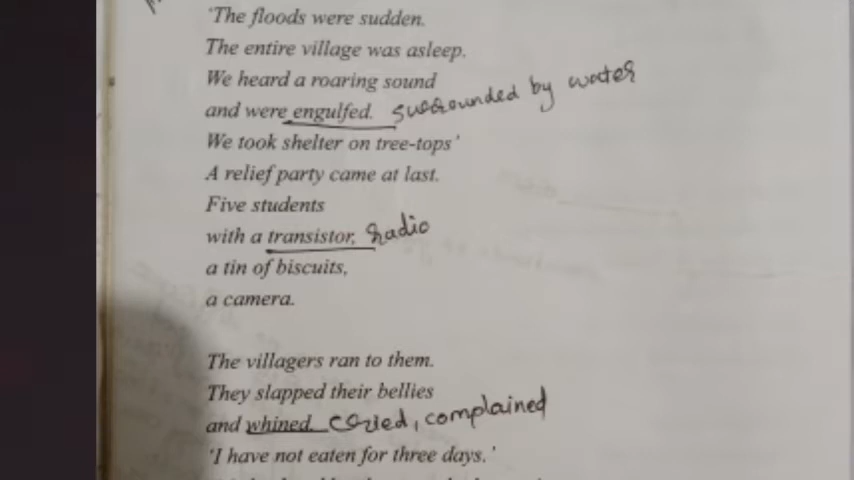 'The floods were sudden.
The entire village was asleep.
We heard a roaring sound
and were engulfed. surrounded by water
We took shelter on tree-tops'
A relief party came at last.
Five students
with a transistor, radio
a tin of biscuits,
a camera.
The villagers ran to them.
They slapped their bellies
and whined. cried, complained
'I have not eaten for three days.'